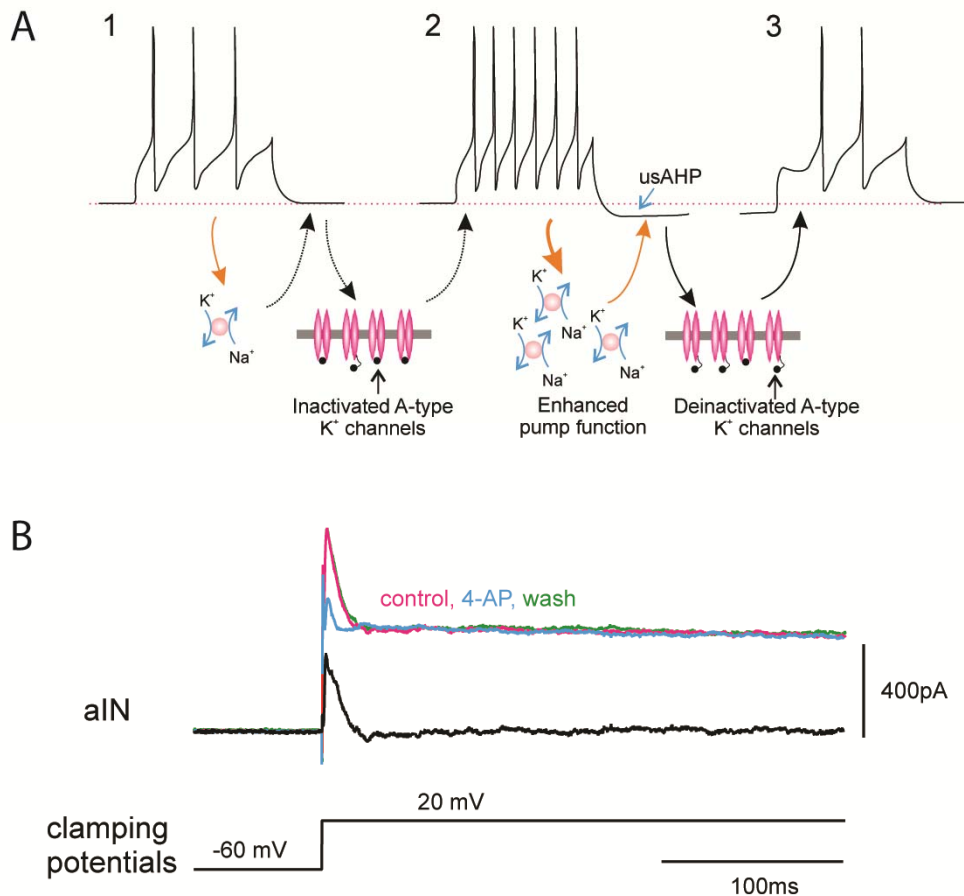 A
1
2
3
usAHP
K+
Na+
K+
K+
Na+
K+
Na+
Na+
Inactivated A-type
K+ channels
Enhanced
pump function
Deinactivated A-type
K+ channels
B
control, 4-AP, wash
aIN
400pA
20 mV
clamping
potentials
-60 mV
100ms